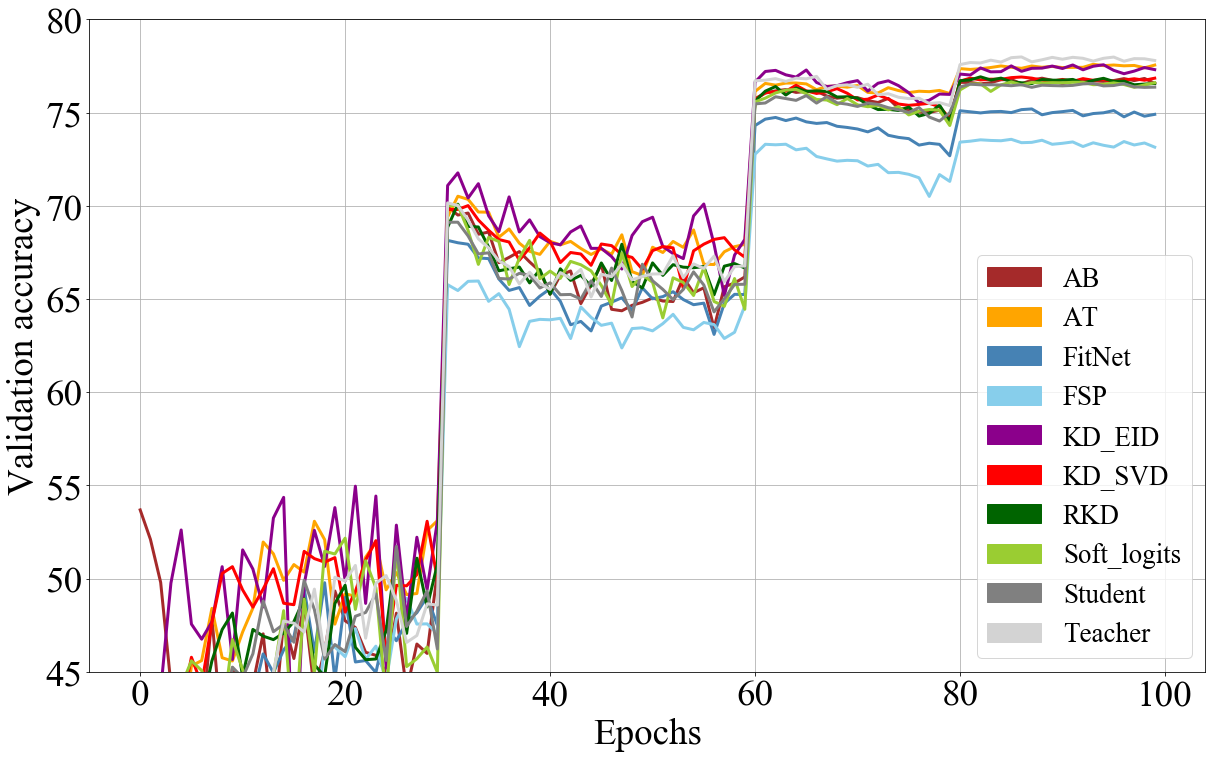 80
75
70
65
60
55
50
45
Validation accuracy
0
20
40
60
80
100
Epochs
AB
AT
FitNet
FSP
KD_EID
KD_SVD
RKD
Soft_logits
Student
Teacher